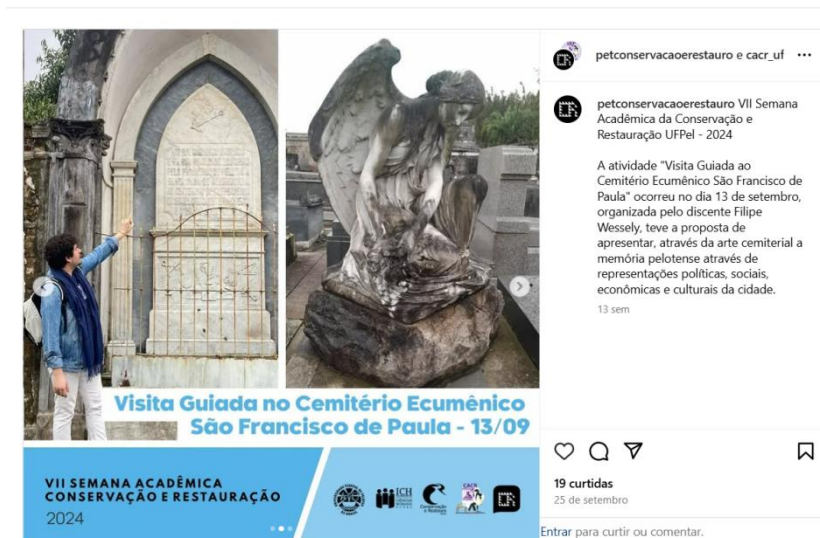 Visita Guiada no Cemitério Ecumênico
São Francisco de Paula - 13/09
VII SEMANA ACADÊMICA
CONSERVAÇÃO E RESTAURAÇÃO
2024
ICH
CACR
petconservacaoerestauro e cacr_uf
petconservacaoerestauro VII Semana
Acadêmica da Conservação e
Restauração UFPel - 2024
A atividade "Visita Guiada ao
Cemitério Ecumênico São Francisco de
Paula" ocorreu no dia 13 de setembro,
organizada pelo discente Filipe
Wessely, teve a proposta de
apresentar, através da arte cemiterial a
memória pelotense através de
representações políticas, sociais,
econômicas e culturais da cidade.
13 sem
19 curtidas
25 de setembro
Entrar para curtir ou comentar.